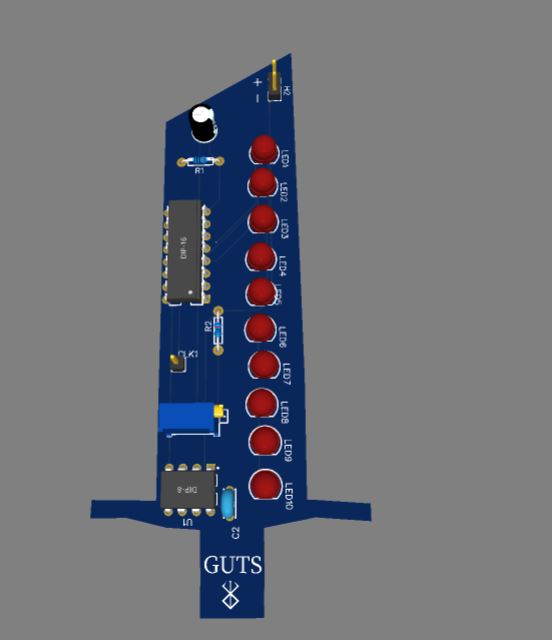 +
−
H2
LED1
R1
LED2
LED3
DIP-16
LED4
LED5
R2
LED6
CLK1
LED7
LED8
LED9
DIP-8
LED10
U1
C2
GUTS